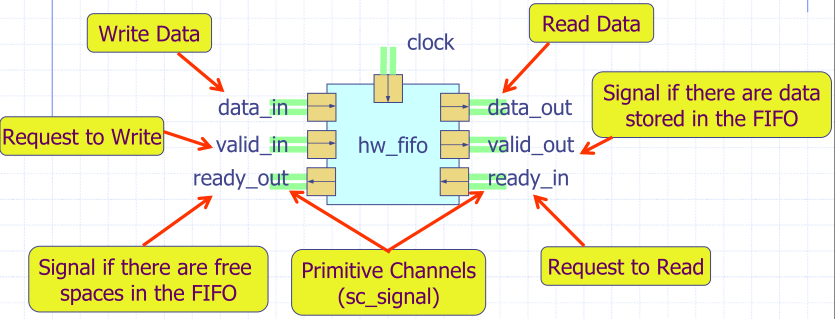 Write Data
Read Data
clock
data_in
data_out
Signal if there are data
stored in the FIFO
Request to Write
valid_in
hw_fifo
valid_out
ready_out
ready_in
Signal if there are free
spaces in the FIFO
Primitive Channels
(sc_signal)
Request to Read